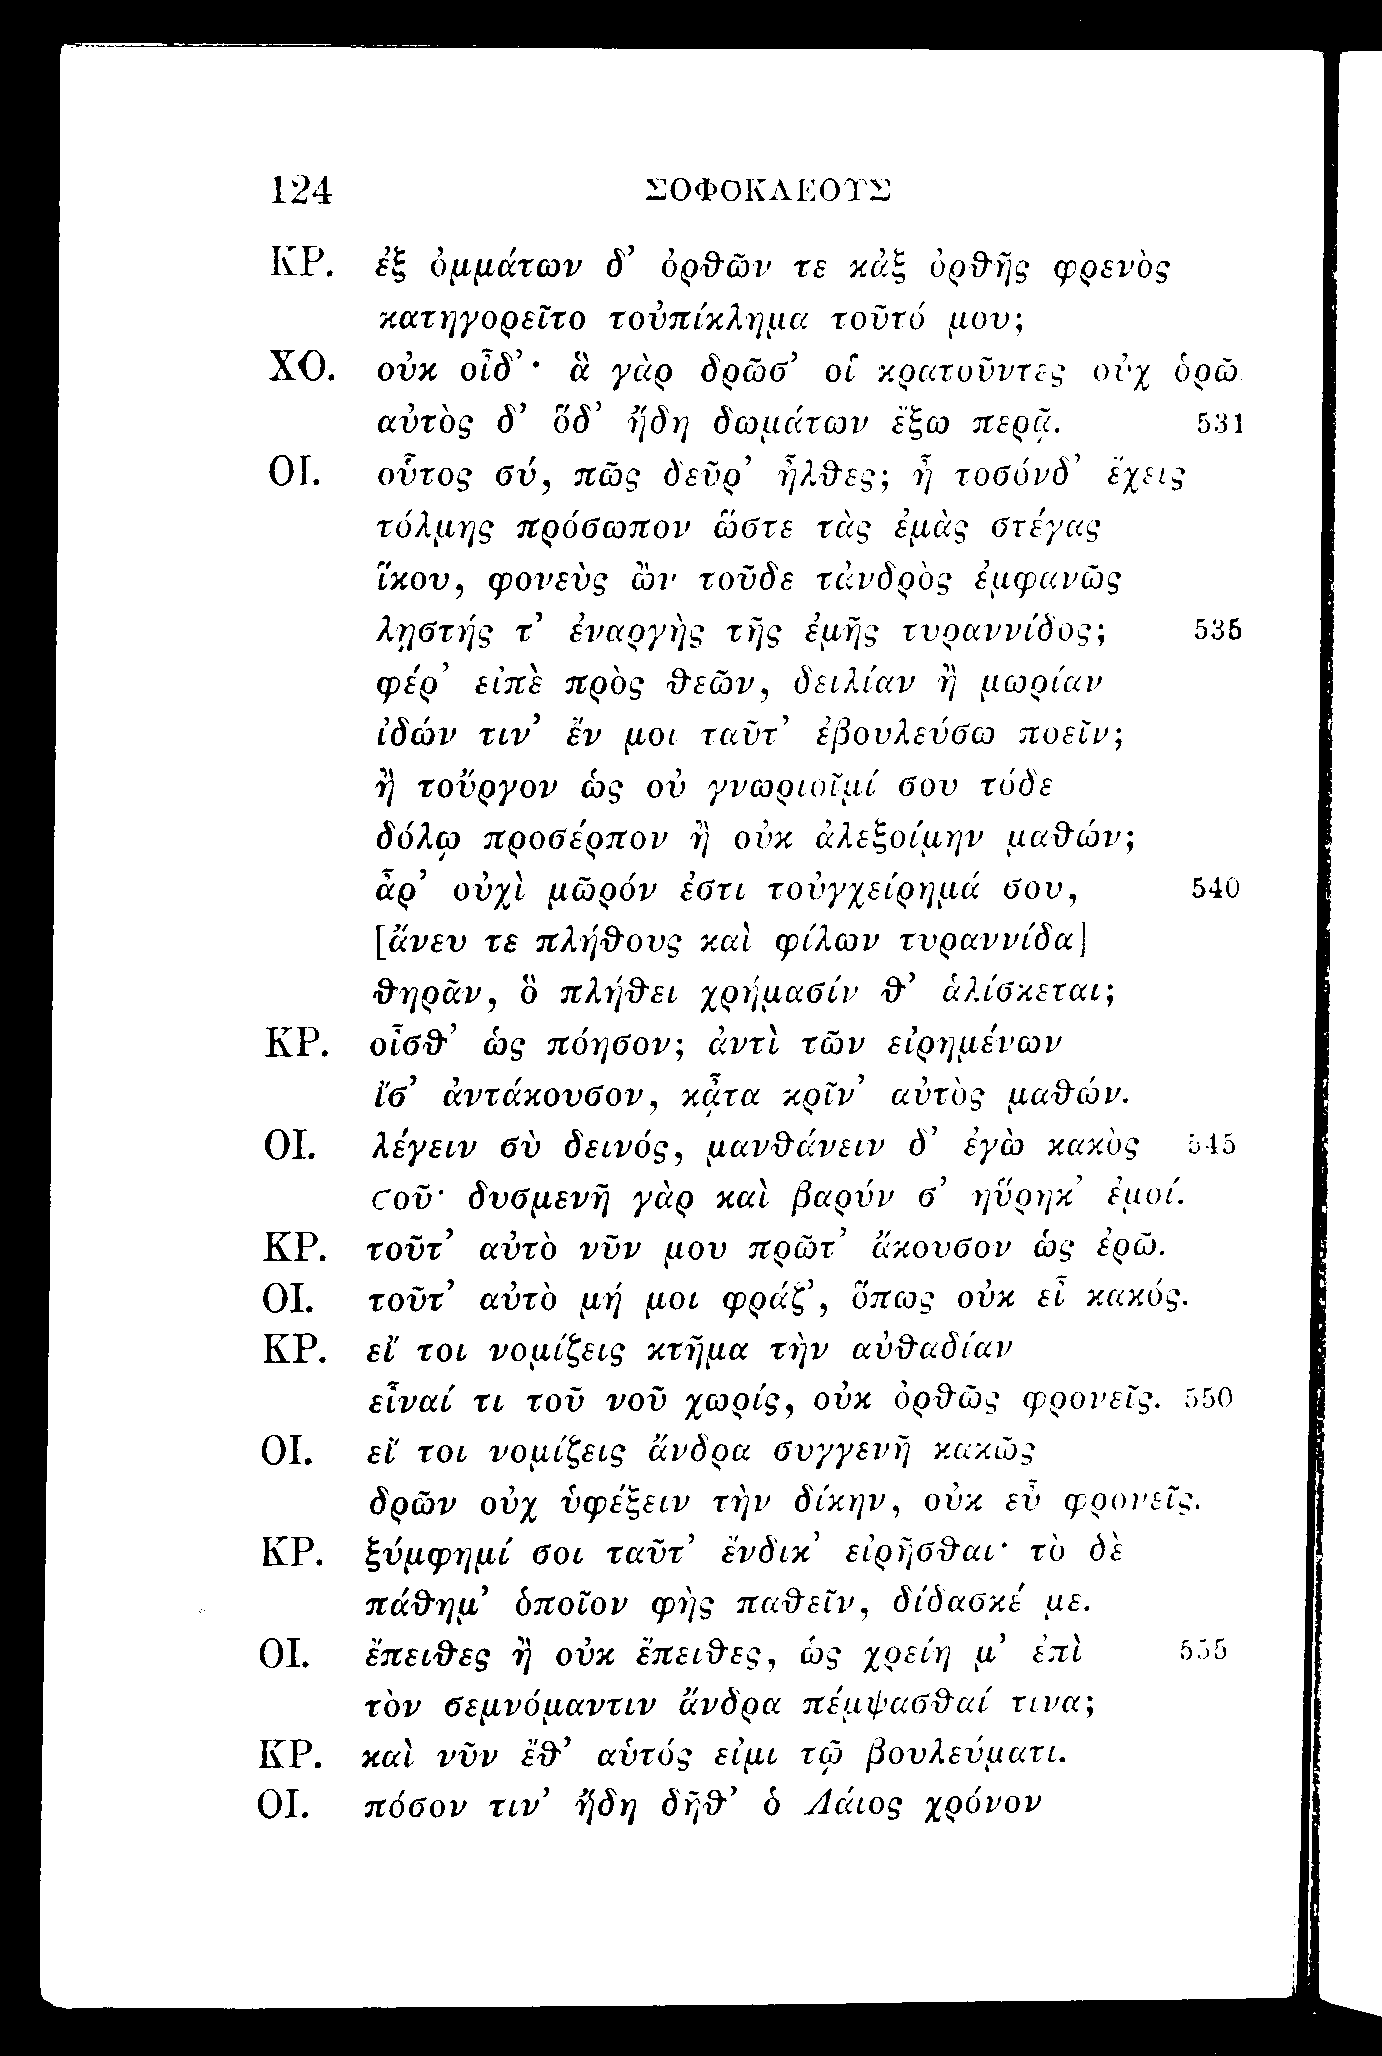 124 ΣΟΦΟΚΛΕΟΥΣ
ΚΡ. ἐξ ὀμμάτων δ’ ὀρθῶν τε κἀξ ὀρθῆς φρενὸς
κατηγορεῖτο τοὐπίκλημα τοῦτό μου;
ΧΟ. οὐκ οἶδ’· ἃ γὰρ δρῶσ’ οἱ κρατοῦντες οὐχ ὁρῶ.
αὐτὸς δ’ ὅδ’ ἤδη δωμάτων ἔξω περᾷ. 531
ΟΙ. οὗτος σύ, πῶς δεῦρ’ ἦλθες; ἦ τοσόνδ’ ἔχεις
τόλμης πρόσωπον ὥστε τὰς ἐμὰς στέγας
ἵκου, φονεὺς ὢν τοῦδε τἀνδρὸς ἐμφανῶς
λῃστής τ’ ἐναργὴς τῆς ἐμῆς τυραννίδος; 535
φέρ’ εἰπὲ πρὸς θεῶν, δειλίαν ἢ μωρίαν
ἰδών τιν’ ἔν μοι ταῦτ’ ἐβουλεύσω ποεῖν;
ἢ τοὔργον ὡς οὐ γνωριοῖμί σου τόδε
δόλῳ προσέρπον ἢ οὐκ ἀλεξοίμην μαθών;
ἆρ’ οὐχὶ μῶρόν ἐστι τοὐγχείρημά σου, 540
[ἄνευ τε πλήθους καὶ φίλων τυραννίδα]
θηρᾶν, ὃ πλήθει χρήμασίν θ’ ἁλίσκεται;
ΚΡ. οἶσθ’ ὡς πόησον; ἀντὶ τῶν εἰρημένων
ἴσ’ ἀντάκουσον, κᾆτα κρῖν’ αὐτὸς μαθών.
ΟΙ. λέγειν σὺ δεινός, μανθάνειν δ’ ἐγὼ κακὸς 545
σοῦ· δυσμενῆ γὰρ καὶ βαρύν σ’ ηὕρηκ’ ἐμοί.
ΚΡ. τοῦτ’ αὐτὸ νῦν μου πρῶτ’ ἄκουσον ὡς ἐρῶ.
ΟΙ. τοῦτ’ αὐτὸ μή μοι φράζ’, ὅπως οὐκ εἶ κακός.
ΚΡ. εἴ τοι νομίζεις κτῆμα τὴν αὐθαδίαν
εἶναί τι τοῦ νοῦ χωρίς, οὐκ ὀρθῶς φρονεῖς. 550
ΟΙ. εἴ τοι νομίζεις ἄνδρα συγγενῆ κακῶς
δρῶν οὐχ ὑφέξειν τὴν δίκην, οὐκ εὖ φρονεῖς.
ΚΡ. ξύμφημί σοι ταῦτ’ ἔνδικ’ εἰρῆσθαι· τὸ δὲ
πάθημ’ ὁποῖον φὴς παθεῖν, δίδασκέ με.
ΟΙ. ἔπειθες ἢ οὐκ ἔπειθες, ὡς χρείη μ’ ἐπὶ 555
τὸν σεμνόμαντιν ἄνδρα πέμψασθαί τινα;
ΚΡ. καὶ νῦν ἔθ’ αὑτός εἰμι τῷ βουλεύματι.
ΟΙ. πόσον τιν’ ἤδη δῆθ’ ὁ Λάιος χρόνον